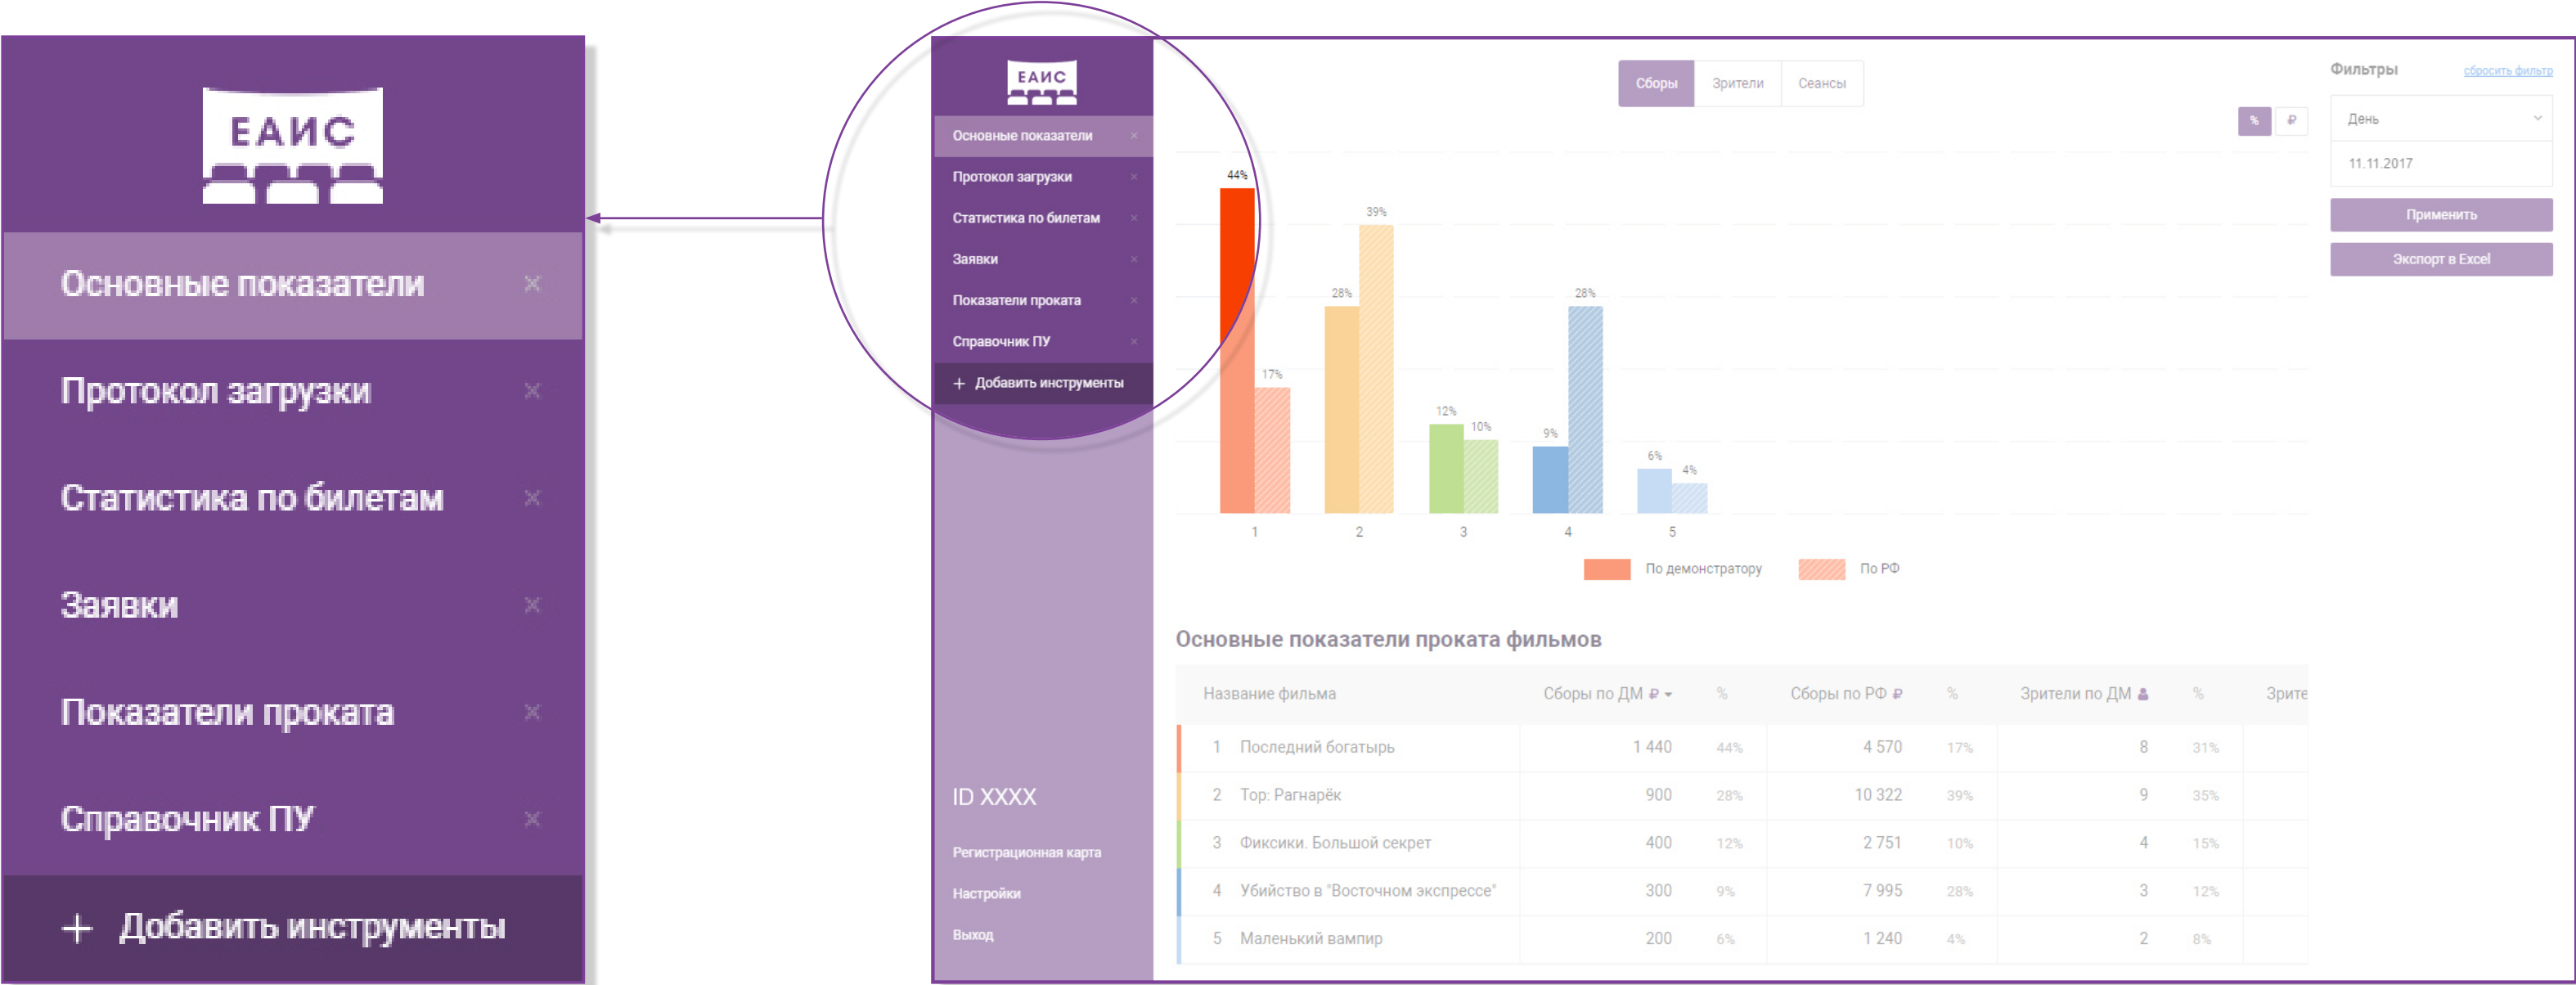 ЕАИС
Основные показатели ×
Протокол загрузки ×
Статистика по билетам ×
Заявки ×
Показатели проката ×
Справочник ПУ ×
+ Добавить инструменты
ЕАИС
Основные показатели ×
Протокол загрузки ×
Статистика по билетам ×
Заявки ×
Показатели проката ×
Справочник ПУ ×
+ Добавить инструменты
ID XXXX
Регистрационная карта
Настройки
Выход
Сборы Зрители Сеансы
% ₽
44% 17% 28% 39% 12% 10% 9% 28% 6% 4%
1 2 3 4 5
По демонстратору По РФ
Основные показатели проката фильмов
Название фильма Сборы по ДМ ₽ % Сборы по РФ ₽ % Зрители по ДМ % Зрите
1 Последний богатырь 1 440 44% 4 570 17% 8 31%
2 Тор: Рагнарёк 900 28% 10 322 39% 9 35%
3 Фиксики. Большой секрет 400 12% 2 751 10% 4 15%
4 Убийство в "Восточном экспрессе" 300 9% 7 995 28% 3 12%
5 Маленький вампир 200 6% 1 240 4% 2 8%
Фильтры сбросить фильтр
День
11.11.2017
Применить
Экспорт в Excel